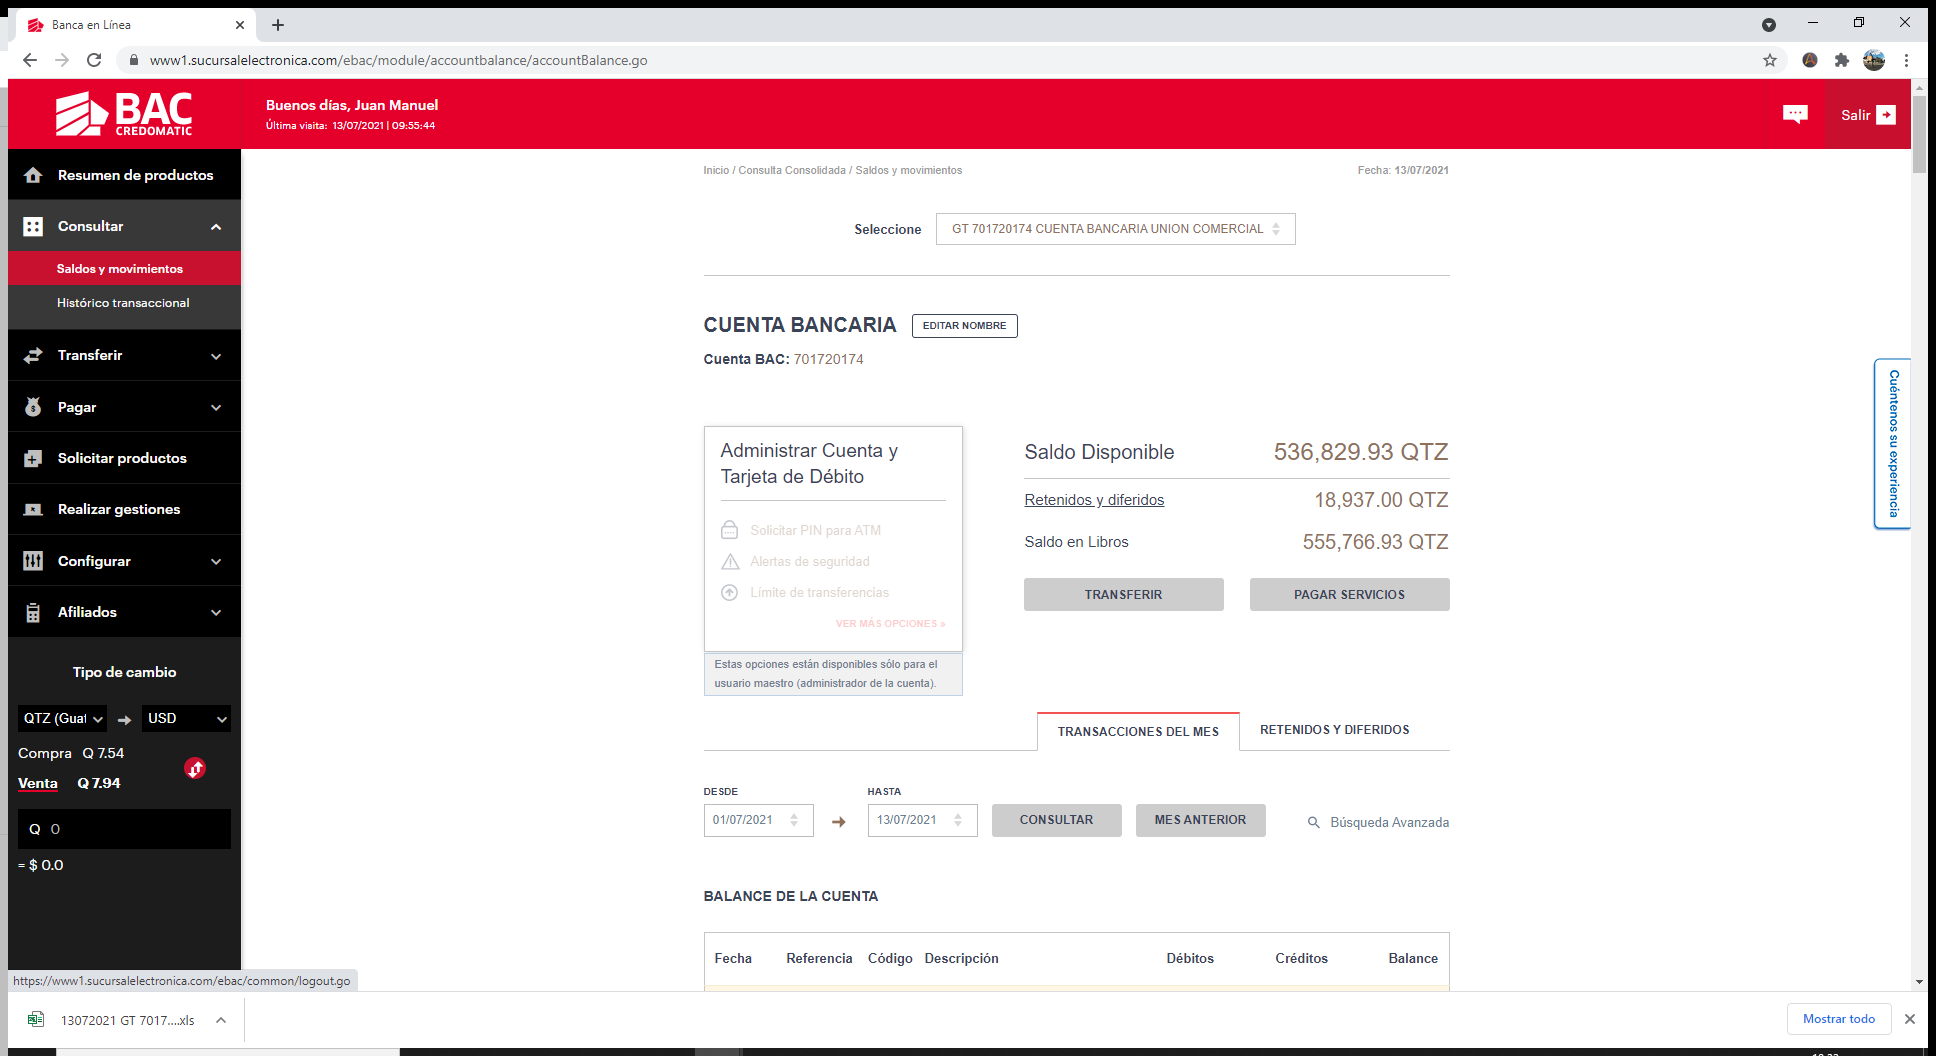 Banca en Línea
www1.sucursalelectronica.com/ebac/module/accountbalance/accountBalance.go
BAC
CREDOMATIC
Buenos días, Juan Manuel
Última visita: 13/07/2021 | 09:55:44
Salir
Resumen de productos
Consultar
Saldos y movimientos
Histórico transaccional
Transferir
Pagar
Solicitar productos
Realizar gestiones
Configurar
Afiliados
Tipo de cambio
QTZ (Guat
USD
Compra Q 7.54
Venta Q 7.94
Q 0
= $ 0.0
Inicio / Consulta Consolidada / Saldos y movimientos
Fecha: 13/07/2021
Seleccione
GT 701720174 CUENTA BANCARIA UNION COMERCIAL
CUENTA BANCARIA
EDITAR NOMBRE
Cuenta BAC: 701720174
Administrar Cuenta y
Tarjeta de Débito
Solicitar PIN para ATM
Alertas de seguridad
Límite de transferencias
VER MÁS OPCIONES »
Estas opciones están disponibles sólo para el
usuario maestro (administrador de la cuenta).
Saldo Disponible 536,829.93 QTZ
Retenidos y diferidos 18,937.00 QTZ
Saldo en Libros 555,766.93 QTZ
TRANSFERIR
PAGAR SERVICIOS
Cuéntenos su experiencia
TRANSACCIONES DEL MES
RETENIDOS Y DIFERIDOS
DESDE
HASTA
01/07/2021
13/07/2021
CONSULTAR
MES ANTERIOR
Búsqueda Avanzada
BALANCE DE LA CUENTA
Fecha Referencia Código Descripción Débitos Créditos Balance
https://www1.sucursalelectronica.com/ebac/common/logout.go
13072021 GT 7017....xls
Mostrar todo